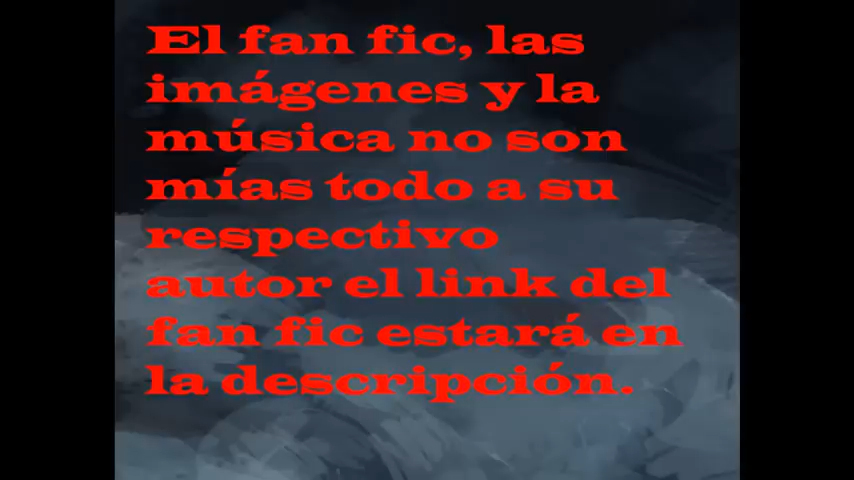 El fan fic, las
imágenes y la
música no son
mías todo a su
respectivo
autor el link del
fan fic estará en
la descripción.